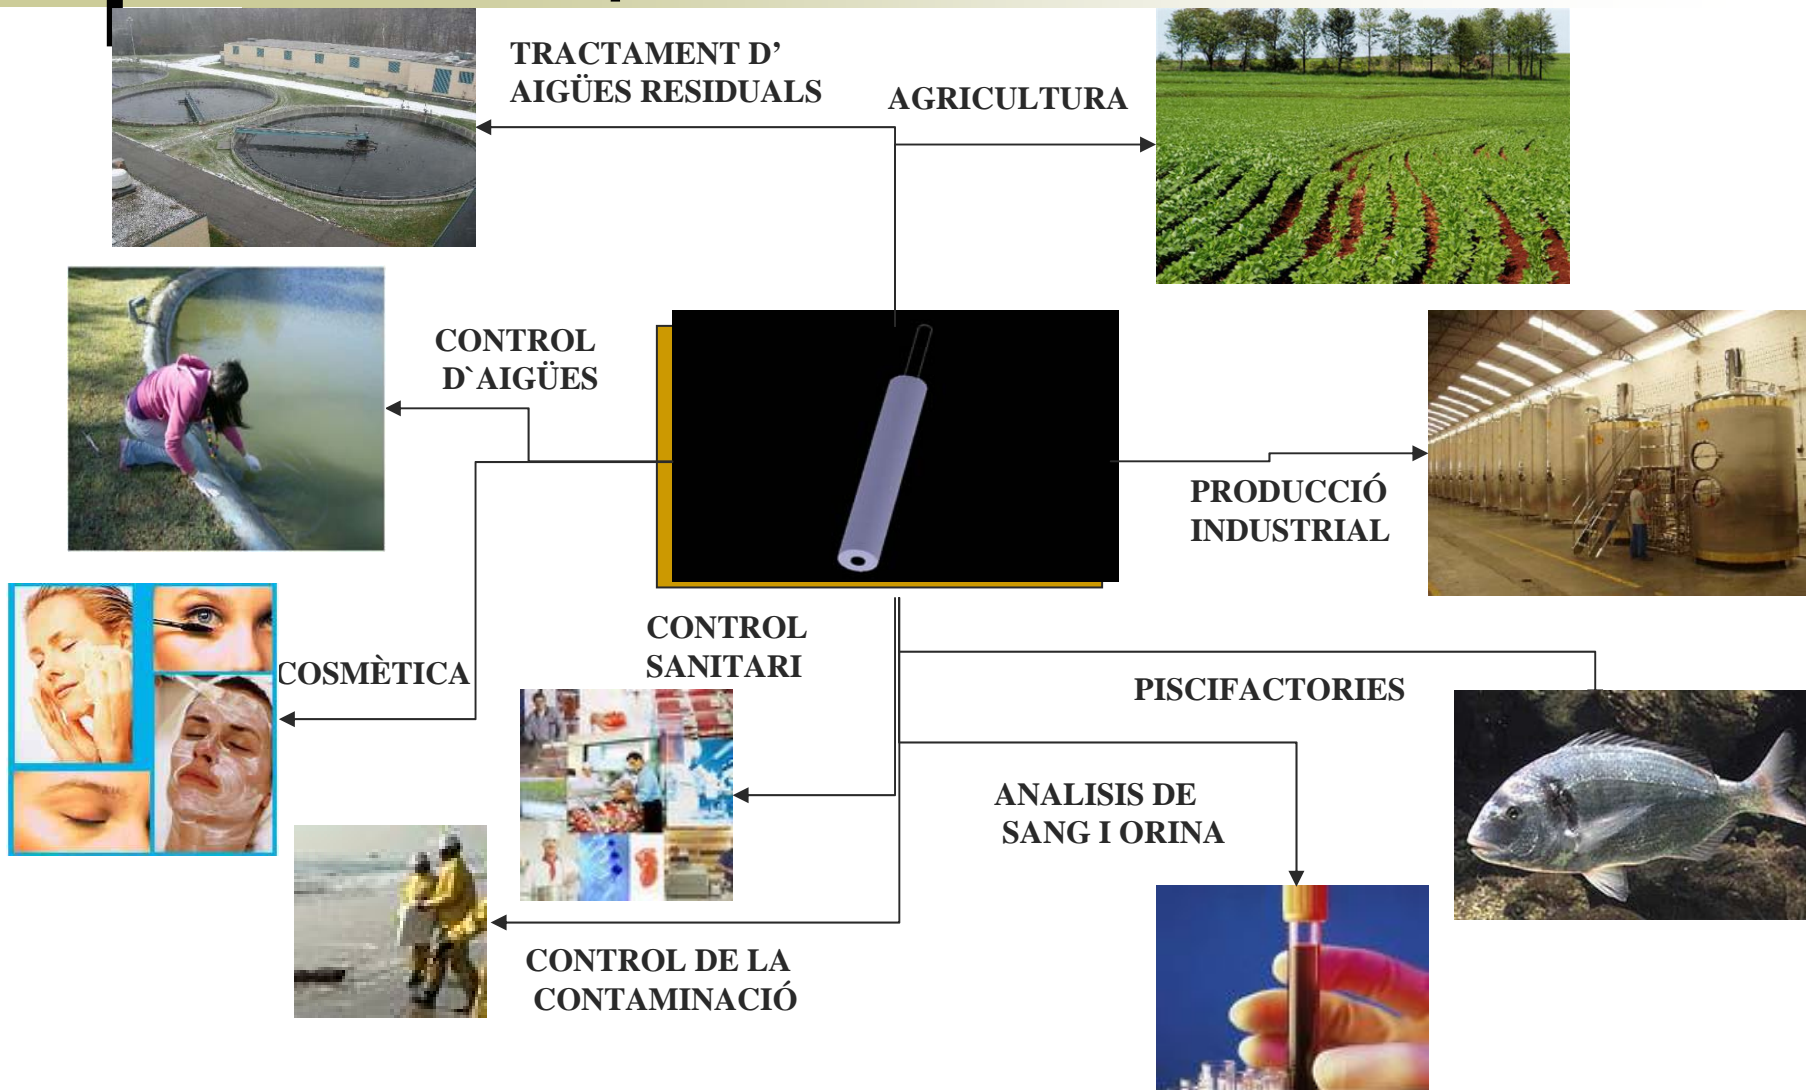 TRACTAMENT D’
AIGÜES RESIDUALS
AGRICULTURA
CONTROL
D`AIGÜES
PRODUCCIÓ
INDUSTRIAL
CONTROL
SANITARI
COSMÈTICA
PISCIFACTORIES
ANALISIS DE
SANG I ORINA
CONTROL DE LA
CONTAMINACIÓ